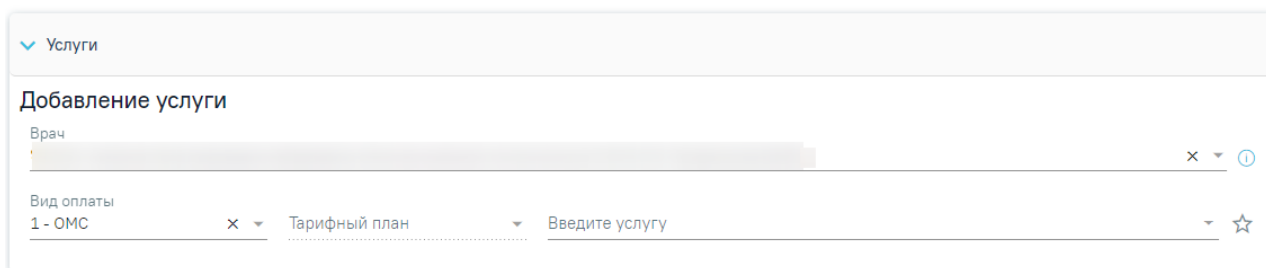 Услуги
Добавление услуги
Врач
Вид оплаты
1 - ОМС Тарифный план Введите услугу